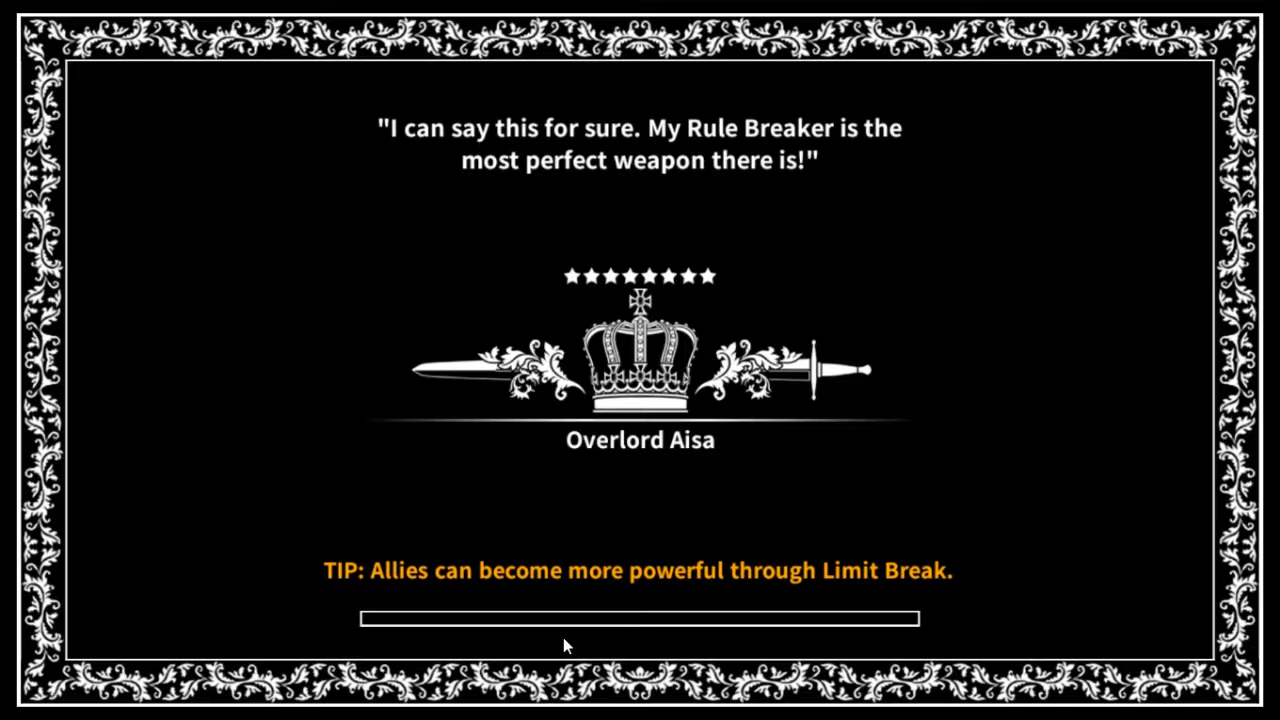 "I can say this for sure. My Rule Breaker is the
most perfect weapon there is!"
Overlord Aisa
TIP: Allies can become more powerful through Limit Break.